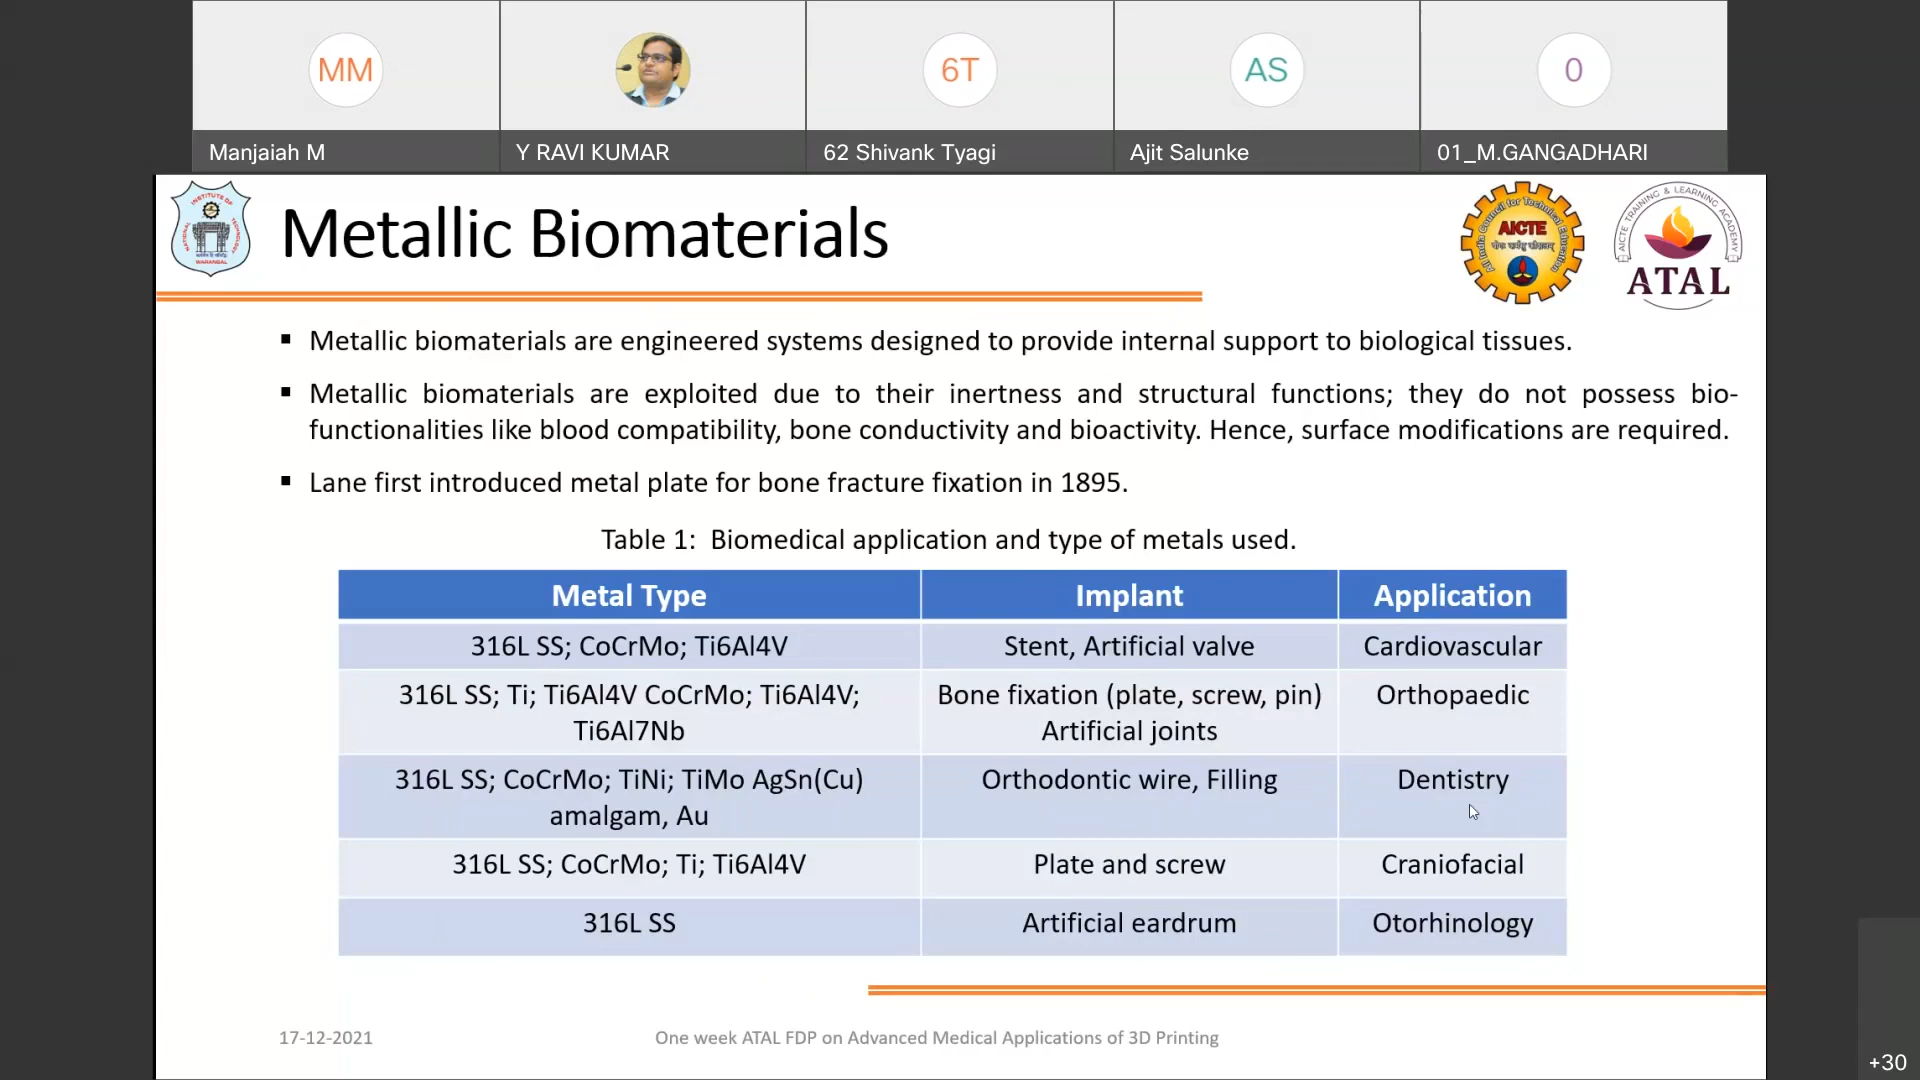 MM
6T
AS
0
Manjaiah M
Y RAVI KUMAR
62 Shivank Tyagi
Ajit Salunke
01_M.GANGADHARI
Metallic Biomaterials
AICTE
ATAL
▪ Metallic biomaterials are engineered systems designed to provide internal support to biological tissues.
▪ Metallic biomaterials are exploited due to their inertness and structural functions; they do not possess bio-
functionalities like blood compatibility, bone conductivity and bioactivity. Hence, surface modifications are required.
▪ Lane first introduced metal plate for bone fracture fixation in 1895.
Table 1: Biomedical application and type of metals used.
Metal Type Implant Application
316L SS; CoCrMo; Ti6Al4V Stent, Artificial valve Cardiovascular
316L SS; Ti; Ti6Al4V CoCrMo; Ti6Al4V; Bone fixation (plate, screw, pin) Orthopaedic
Ti6Al7Nb Artificial joints
316L SS; CoCrMo; TiNi; TiMo AgSn(Cu) Orthodontic wire, Filling Dentistry
amalgam, Au
316L SS; CoCrMo; Ti; Ti6Al4V Plate and screw Craniofacial
316L SS Artificial eardrum Otorhinology
17-12-2021
One week ATAL FDP on Advanced Medical Applications of 3D Printing
+30